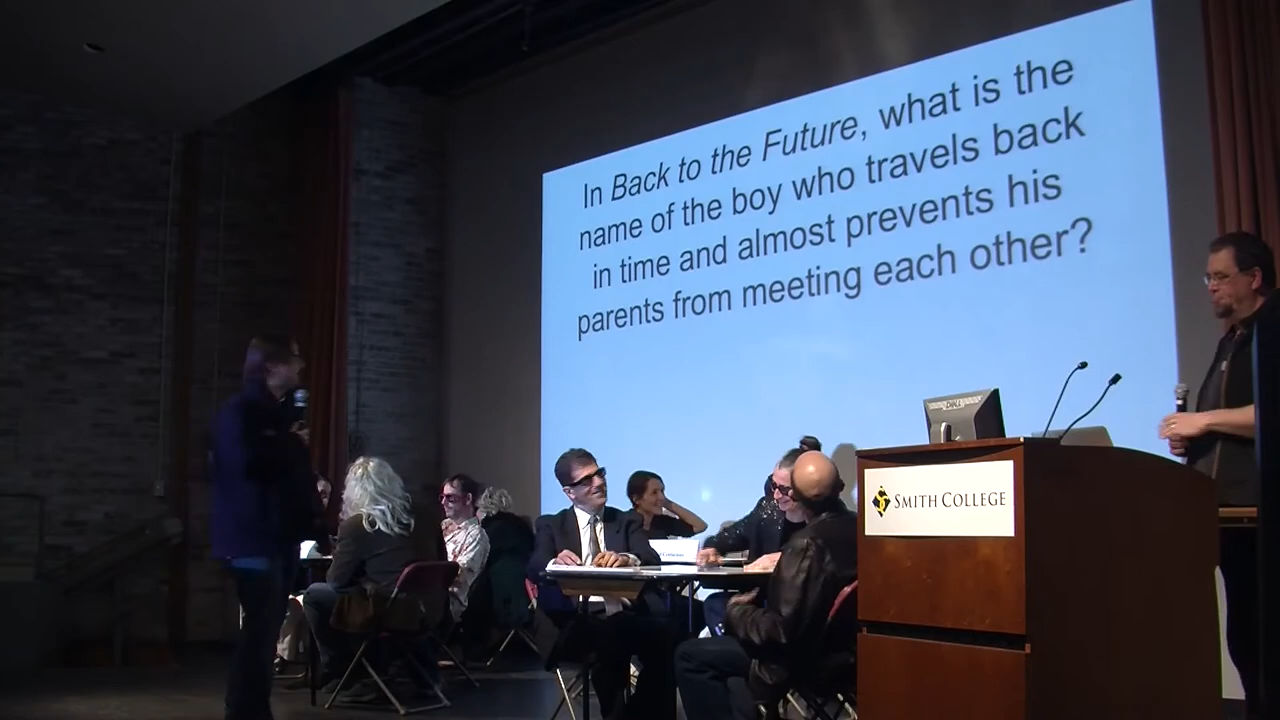 In Back to the Future, what is the
name of the boy who travels back
in time and almost prevents his
parents from meeting each other?
SMITH COLLEGE